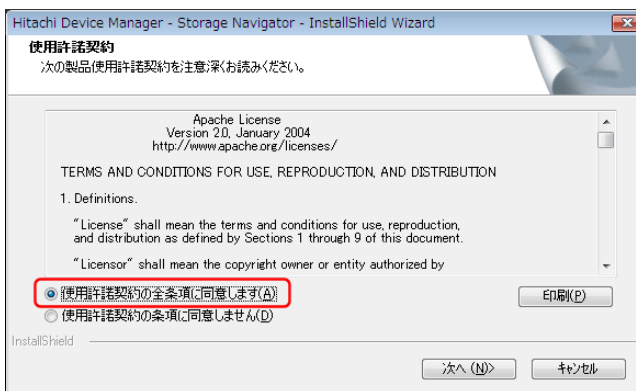 Hitachi Device Manager - Storage Navigator - InstallShield Wizard
使用許諾契約
次の製品使用許諾契約を注意深くお読みください。
Apache License
Version 2.0, January 2004
http://www.apache.org/licenses/
TERMS AND CONDITIONS FOR USE, REPRODUCTION, AND DISTRIBUTION
1. Definitions.
"License" shall mean the terms and conditions for use, reproduction,
and distribution as defined by Sections 1 through 9 of this document.
"Licensor" shall mean the copyright owner or entity authorized by
使用許諾契約の全条項に同意します(A)
印刷(P)
使用許諾契約の条項に同意しません(D)
InstallShield
次へ (N)>
キャンセル